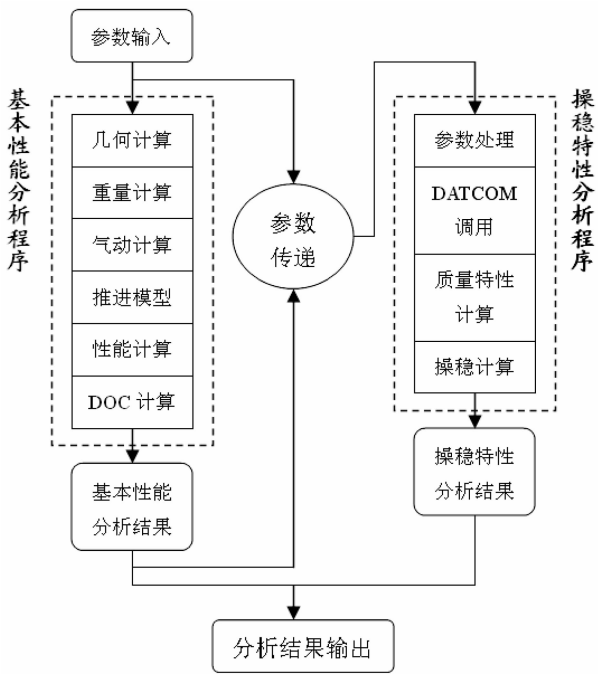 参数输入
基本性能分析程序
几何计算
重量计算
气动计算
推进模型
性能计算
DOC 计算
基本性能
分析结果
参数
传递
操稳特性分析程序
参数处理
DATCOM
调用
质量特性
计算
操稳计算
操稳特性
分析结果
分析结果输出